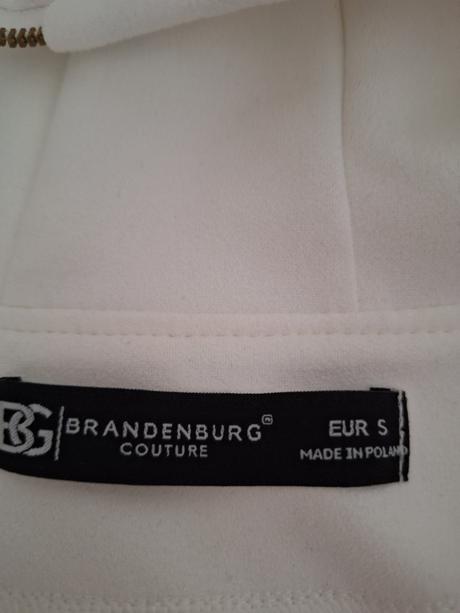 BG
BRANDENBURG®
COUTURE
EUR S
MADE IN POLAND